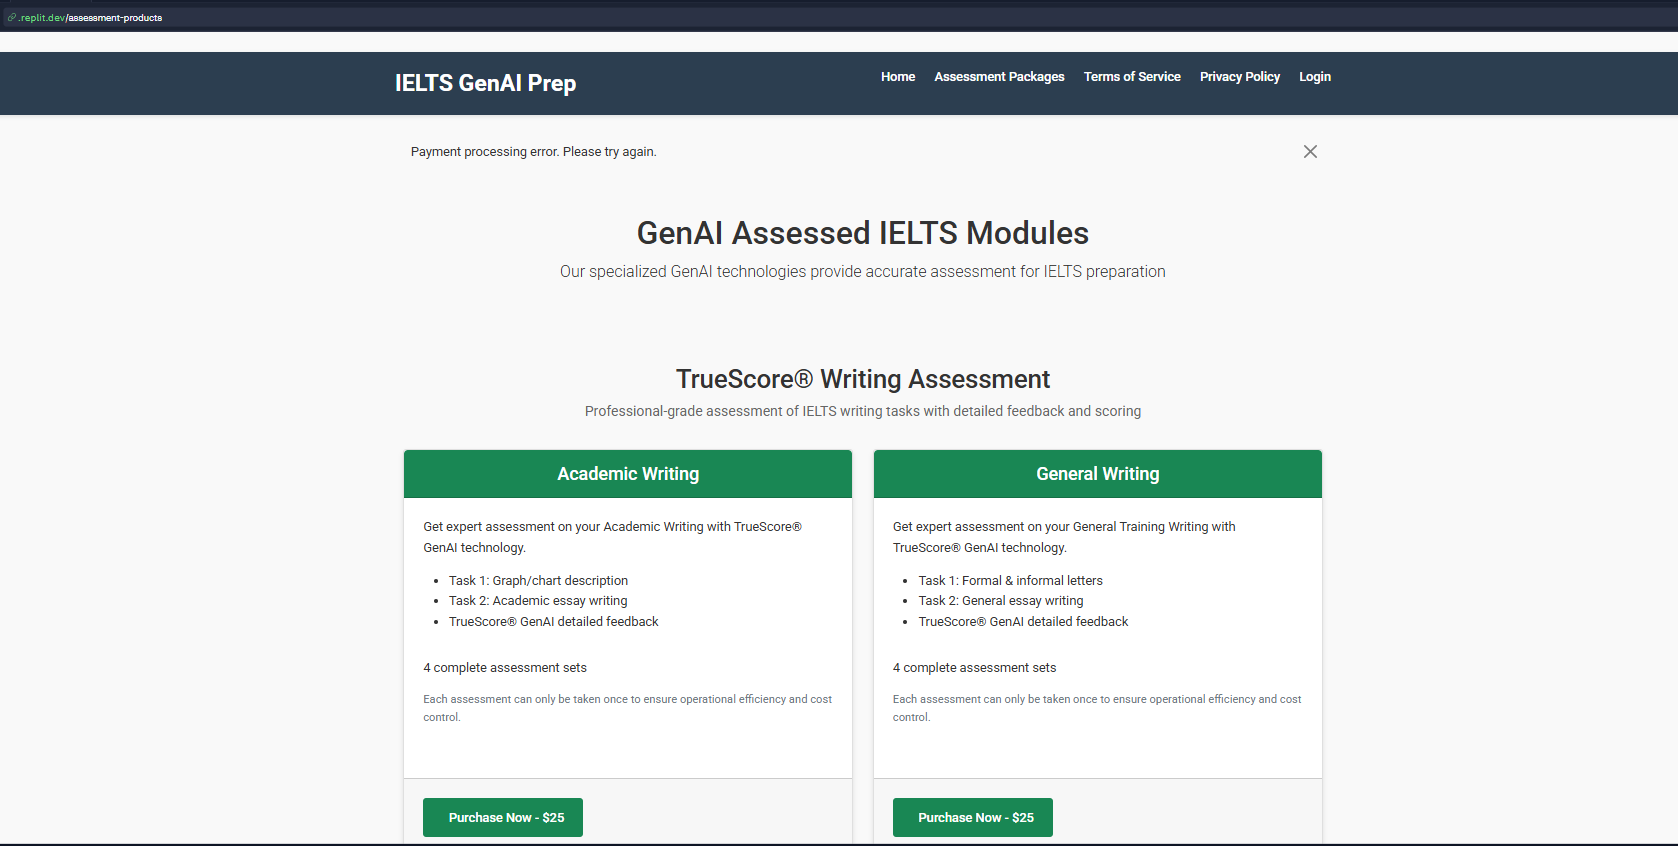 .replit.dev/assessment-products
IELTS GenAI Prep
Home Assessment Packages Terms of Service Privacy Policy Login
Payment processing error. Please try again.
GenAI Assessed IELTS Modules
Our specialized GenAI technologies provide accurate assessment for IELTS preparation
TrueScore® Writing Assessment
Professional-grade assessment of IELTS writing tasks with detailed feedback and scoring
Academic Writing
Get expert assessment on your Academic Writing with TrueScore®
GenAI technology.
Task 1: Graph/chart description
Task 2: Academic essay writing
TrueScore® GenAI detailed feedback
4 complete assessment sets
Each assessment can only be taken once to ensure operational efficiency and cost
control.
Purchase Now - $25
General Writing
Get expert assessment on your General Training Writing with
TrueScore® GenAI technology.
Task 1: Formal & informal letters
Task 2: General essay writing
TrueScore® GenAI detailed feedback
4 complete assessment sets
Each assessment can only be taken once to ensure operational efficiency and cost
control.
Purchase Now - $25